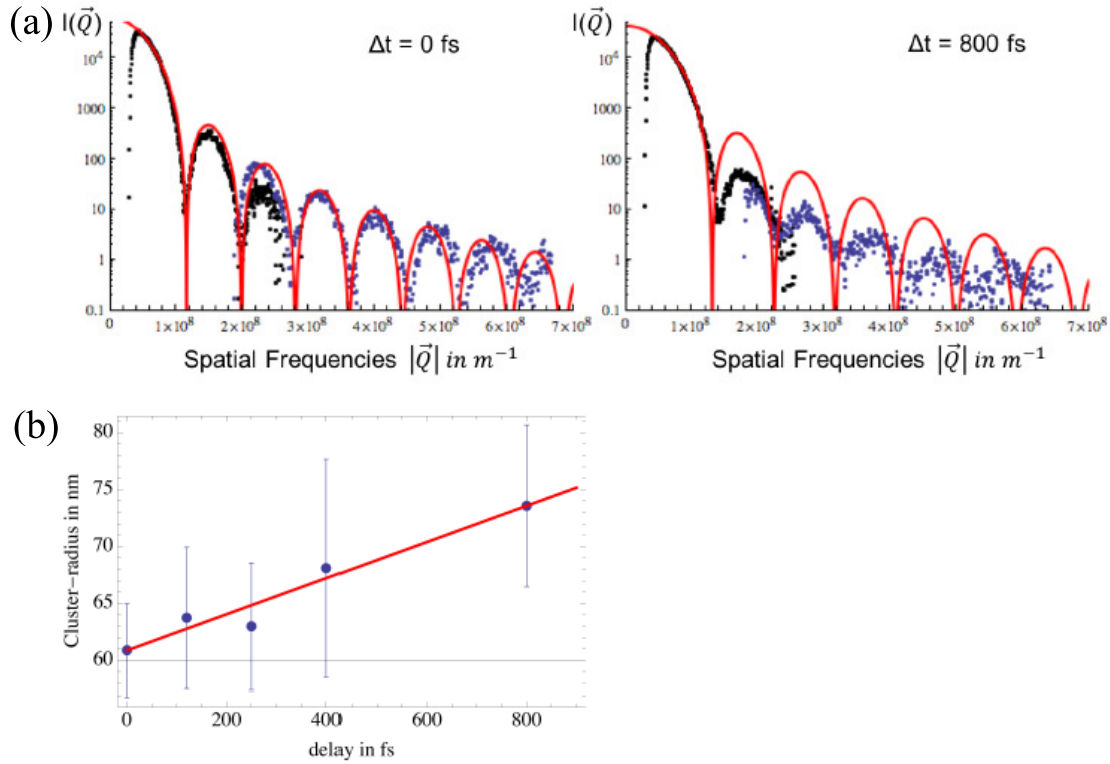 (a)
I(Q⃗)
Δt = 0 fs
10⁴
1000
100
10
1
0.1
0 1×10⁸ 2×10⁸ 3×10⁸ 4×10⁸ 5×10⁸ 6×10⁸ 7×10⁸
Spatial Frequencies |Q⃗| in m⁻¹
I(Q⃗)
Δt = 800 fs
10⁴
1000
100
10
1
0.1
0 1×10⁸ 2×10⁸ 3×10⁸ 4×10⁸ 5×10⁸ 6×10⁸ 7×10⁸
Spatial Frequencies |Q⃗| in m⁻¹
(b)
Cluster-radius in nm
80
75
70
65
60
0 200 400 600 800
delay in fs